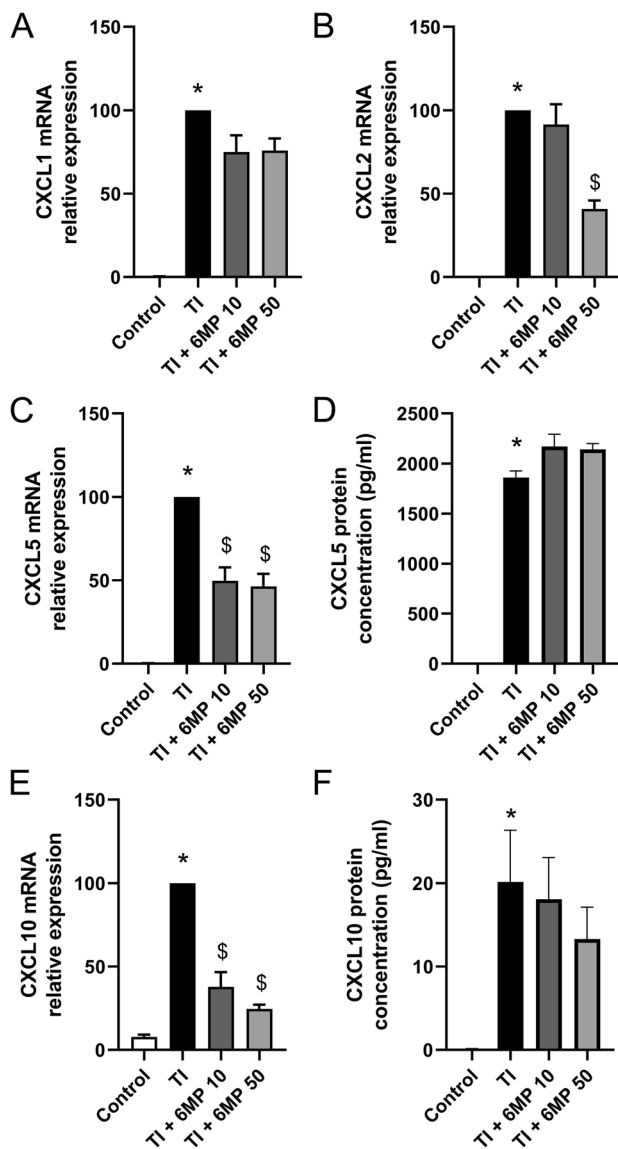 A
CXCL1 mRNA
relative expression
150
100
50
0
*
Control
TI
TI + 6MP 10
TI + 6MP 50
B
CXCL2 mRNA
relative expression
150
100
50
0
*
$
Control
TI
TI + 6MP 10
TI + 6MP 50
C
CXCL5 mRNA
relative expression
150
100
50
0
*
$
$
Control
TI
TI + 6MP 10
TI + 6MP 50
D
CXCL5 protein
concentration (pg/ml)
2500
2000
1500
1000
500
0
*
Control
TI
TI + 6MP 10
TI + 6MP 50
E
CXCL10 mRNA
relative expression
150
100
50
0
*
$
$
Control
TI
TI + 6MP 10
TI + 6MP 50
F
CXCL10 protein
concentration (pg/ml)
30
20
10
0
*
Control
TI
TI + 6MP 10
TI + 6MP 50